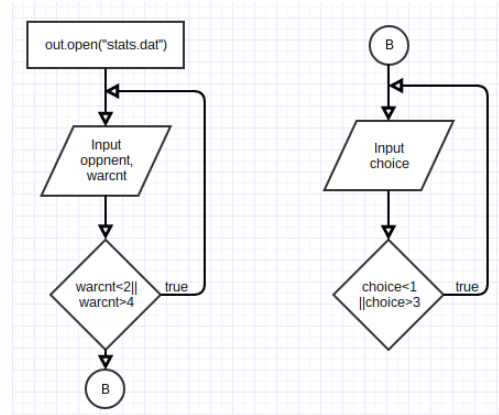 out.open("stats.dat")
Input
oppnent,
warcnt
warcnt<2||
warcnt>4
true
B
B
Input
choice
choice<1
||choice>3
true